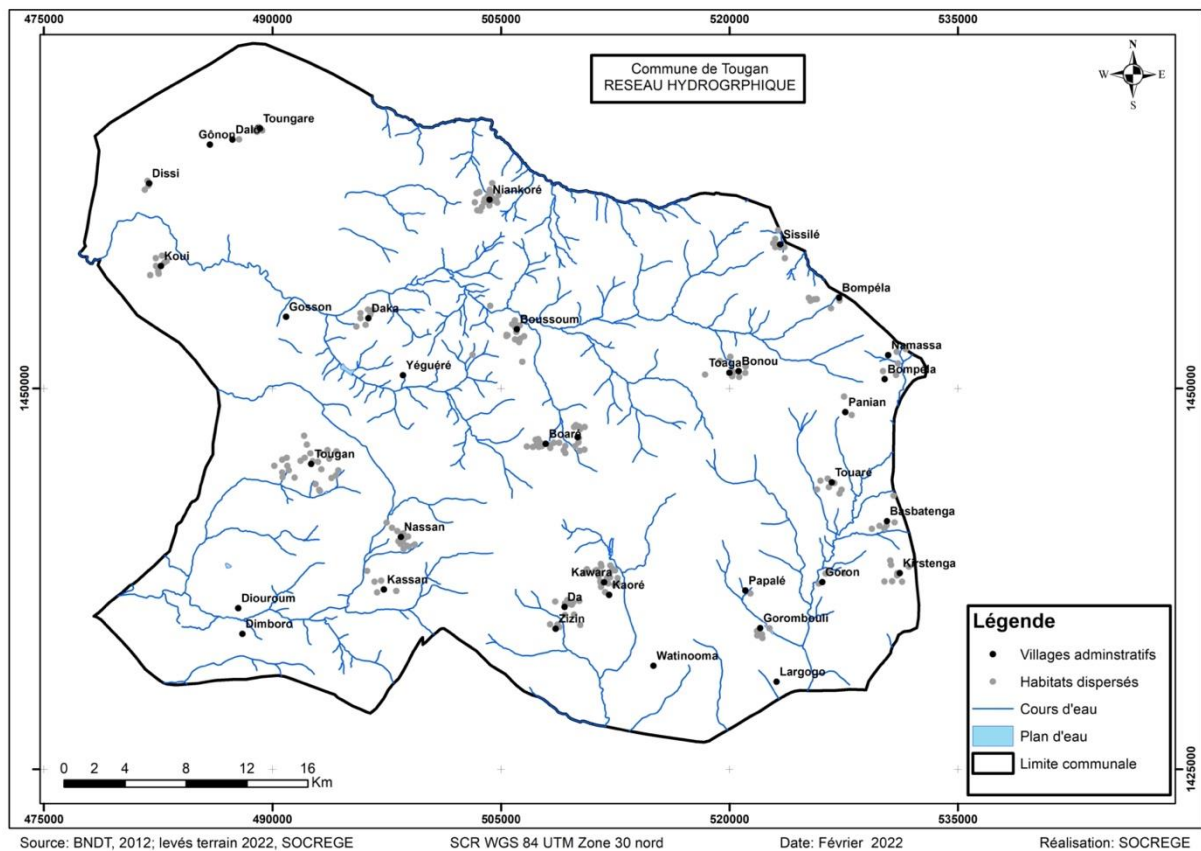 475000 490000 505000 520000 535000
Commune de Tougan
RESEAU HYDROGRPHIQUE
N
W E
S
Toungare
Gônon
Dissi
Niankoré
Sissilé
Koui
Bompéla
Gosson
Daka
Boussoum
Namassa
Toaga
Bonou
Bompéla
Yéguéré
1450000
1450000
Panian
Boaré
Tougan
Touaré
Basbatenga
Nassan
Kirstenga
Kassan
Kawara
Kaoré
Papalé
Goron
Da
Diouroum
Zizin
Gorombouli
Dimboro
Watinooma
Largogo
Légende
Villages adminstratifs
Habitats dispersés
Cours d'eau
Plan d'eau
Limite communale
0 2 4 8 12 16
Km
1425000
1425000
475000 490000 505000 520000 535000
Source: BNDT, 2012; levés terrain 2022, SOCREGE SCR WGS 84 UTM Zone 30 nord Date: Février 2022 Réalisation: SOCREGE